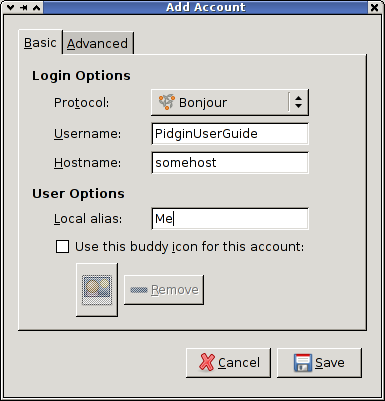 Add Account
Basic Advanced
Login Options
Protocol: Bonjour
Username: PidginUserGuide
Hostname: somehost
User Options
Local alias: Me
Use this buddy icon for this account:
Remove
Cancel Save